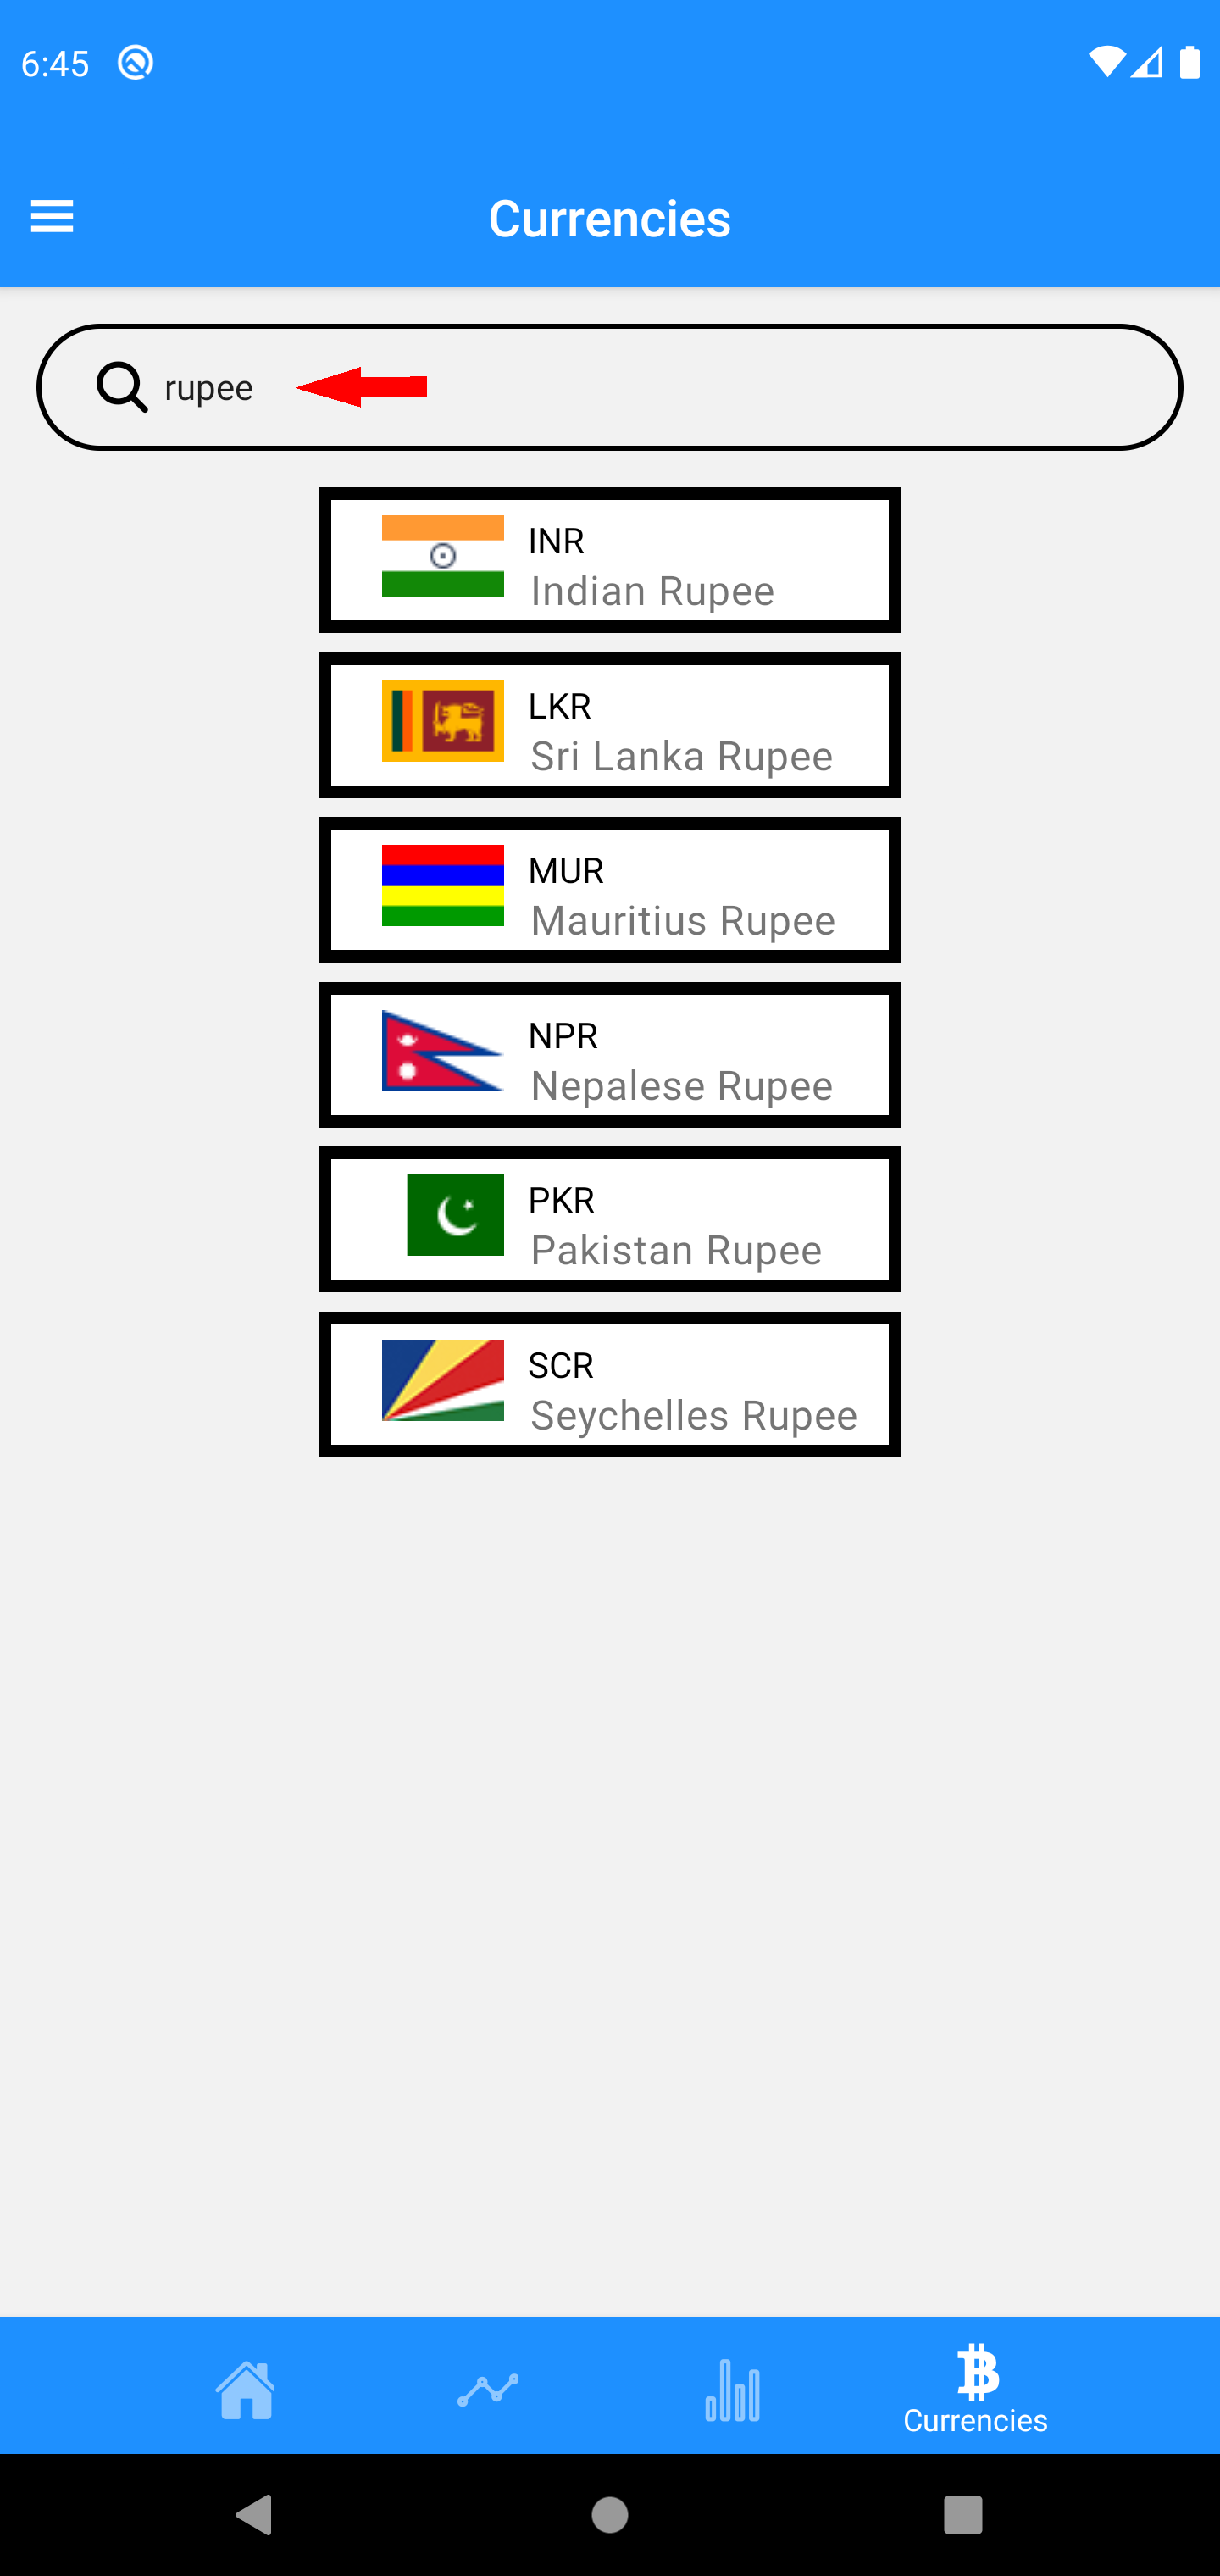 6:45
Currencies
rupee
INR
Indian Rupee
LKR
Sri Lanka Rupee
MUR
Mauritius Rupee
NPR
Nepalese Rupee
PKR
Pakistan Rupee
SCR
Seychelles Rupee
Currencies